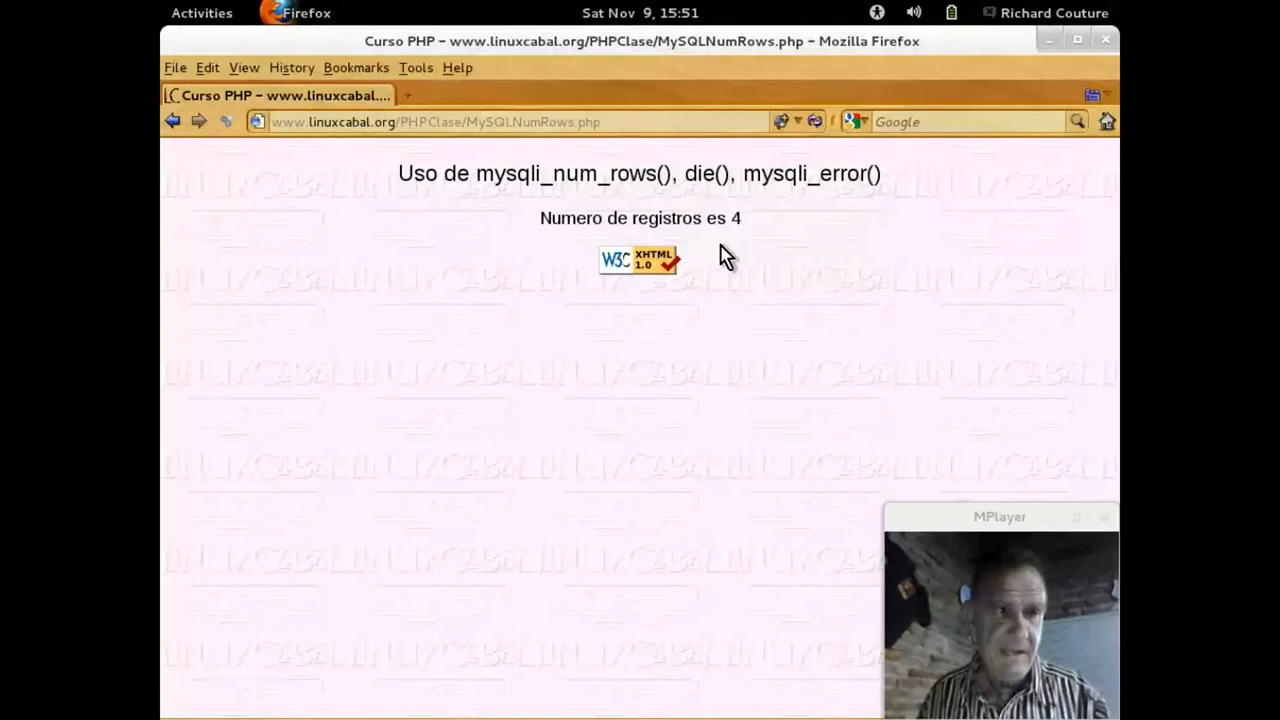 Activities Firefox Sat Nov 9, 15:51 Richard Couture
Curso PHP - www.linuxcabal.org/PHPClase/MySQLNumRows.php - Mozilla Firefox
File Edit View History Bookmarks Tools Help
Curso PHP - www.linuxcabal.org....
www.linuxcabal.org/PHPClase/MySQLNumRows.php Google
Uso de mysqli_num_rows(), die(), mysqli_error()
Numero de registros es 4
W3C XHTML
1.0
MPlayer